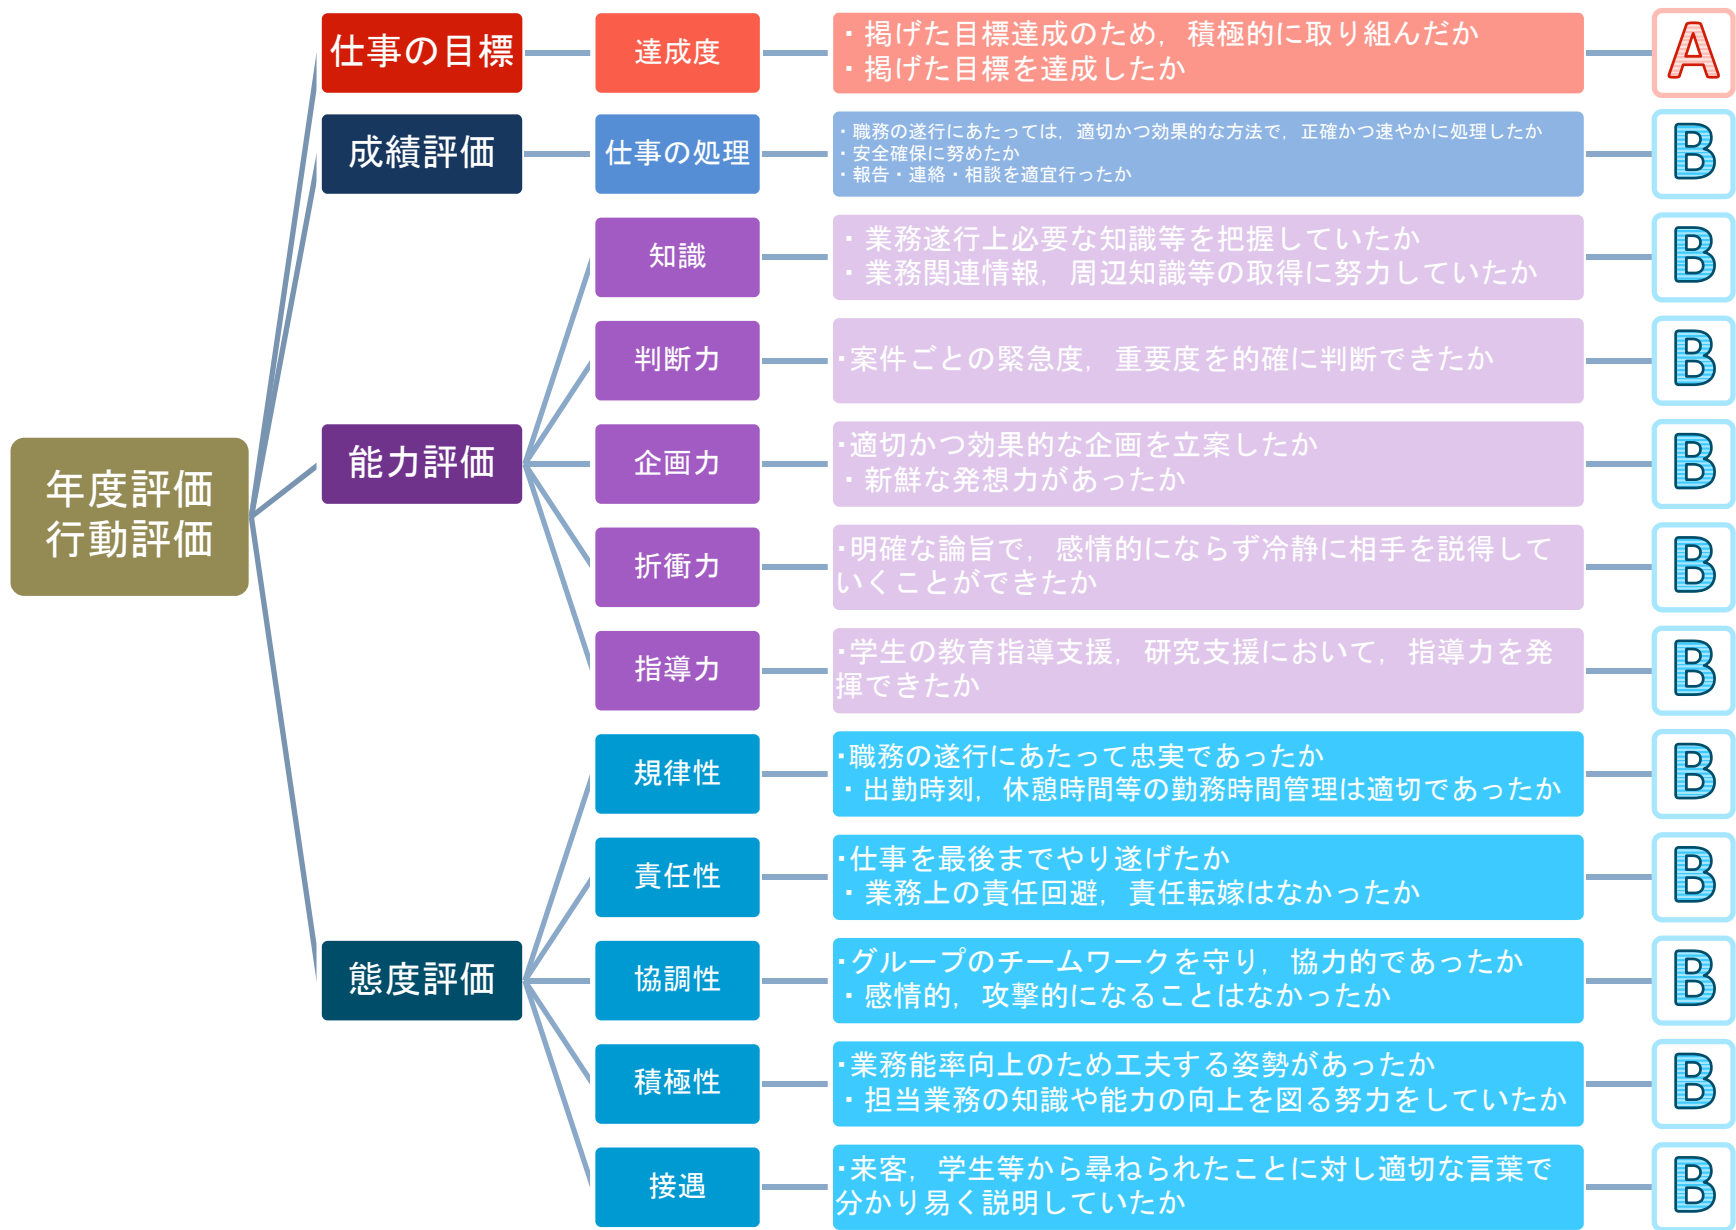 年度評価
行動評価
仕事の目標
達成度
・掲げた目標達成のため，積極的に取り組んだか
・掲げた目標を達成したか
A
成績評価
仕事の処理
・職務の遂行にあたっては，適切かつ効果的な方法で，正確かつ速やかに処理したか
・安全確保に努めたか
・報告・連絡・相談を適宜行ったか
B
能力評価
知識
・業務遂行上必要な知識等を把握していたか
・業務関連情報，周辺知識等の取得に努力していたか
B
判断力
・案件ごとの緊急度，重要度を的確に判断できたか
B
企画力
・適切かつ効果的な企画を立案したか
・新鮮な発想力があったか
B
折衝力
・明確な論旨で，感情的にならず冷静に相手を説得して
いくことができたか
B
指導力
・学生の教育指導支援，研究支援において，指導力を発
揮できたか
B
態度評価
規律性
・職務の遂行にあたって忠実であったか
・出勤時刻，休憩時間等の勤務時間管理は適切であったか
B
責任性
・仕事を最後までやり遂げたか
・業務上の責任回避，責任転嫁はなかったか
B
協調性
・グループのチームワークを守り，協力的であったか
・感情的，攻撃的になることはなかったか
B
積極性
・業務能率向上のため工夫する姿勢があったか
・担当業務の知識や能力の向上を図る努力をしていたか
B
接遇
・来客，学生等から尋ねられたことに対し適切な言葉で
分かり易く説明していたか
B